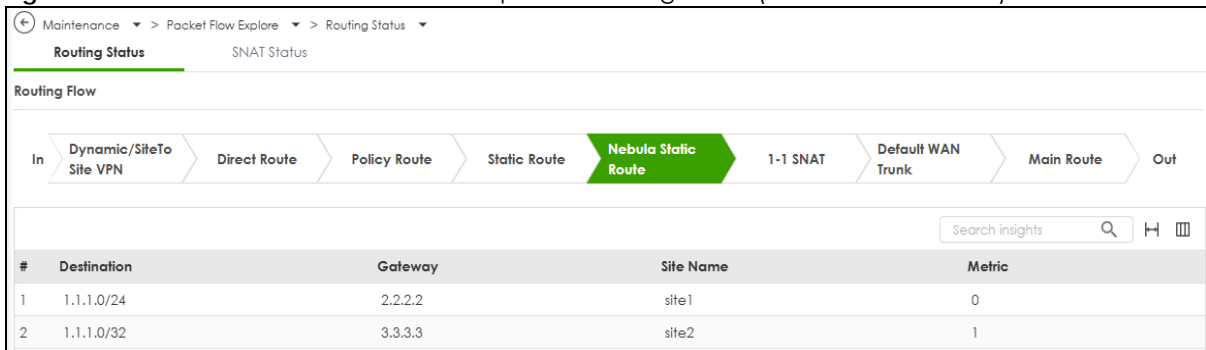 Maintenance > Packet Flow Explore > Routing Status
Routing Status SNAT Status
Routing Flow
In Dynamic/SiteTo Site VPN Direct Route Policy Route Static Route Nebula Static Route 1-1 SNAT Default WAN Trunk Main Route Out
Search insights
# Destination Gateway Site Name Metric
1 1.1.1.0/24 2.2.2.2 site1 0
2 1.1.1.0/32 3.3.3.3 site2 1